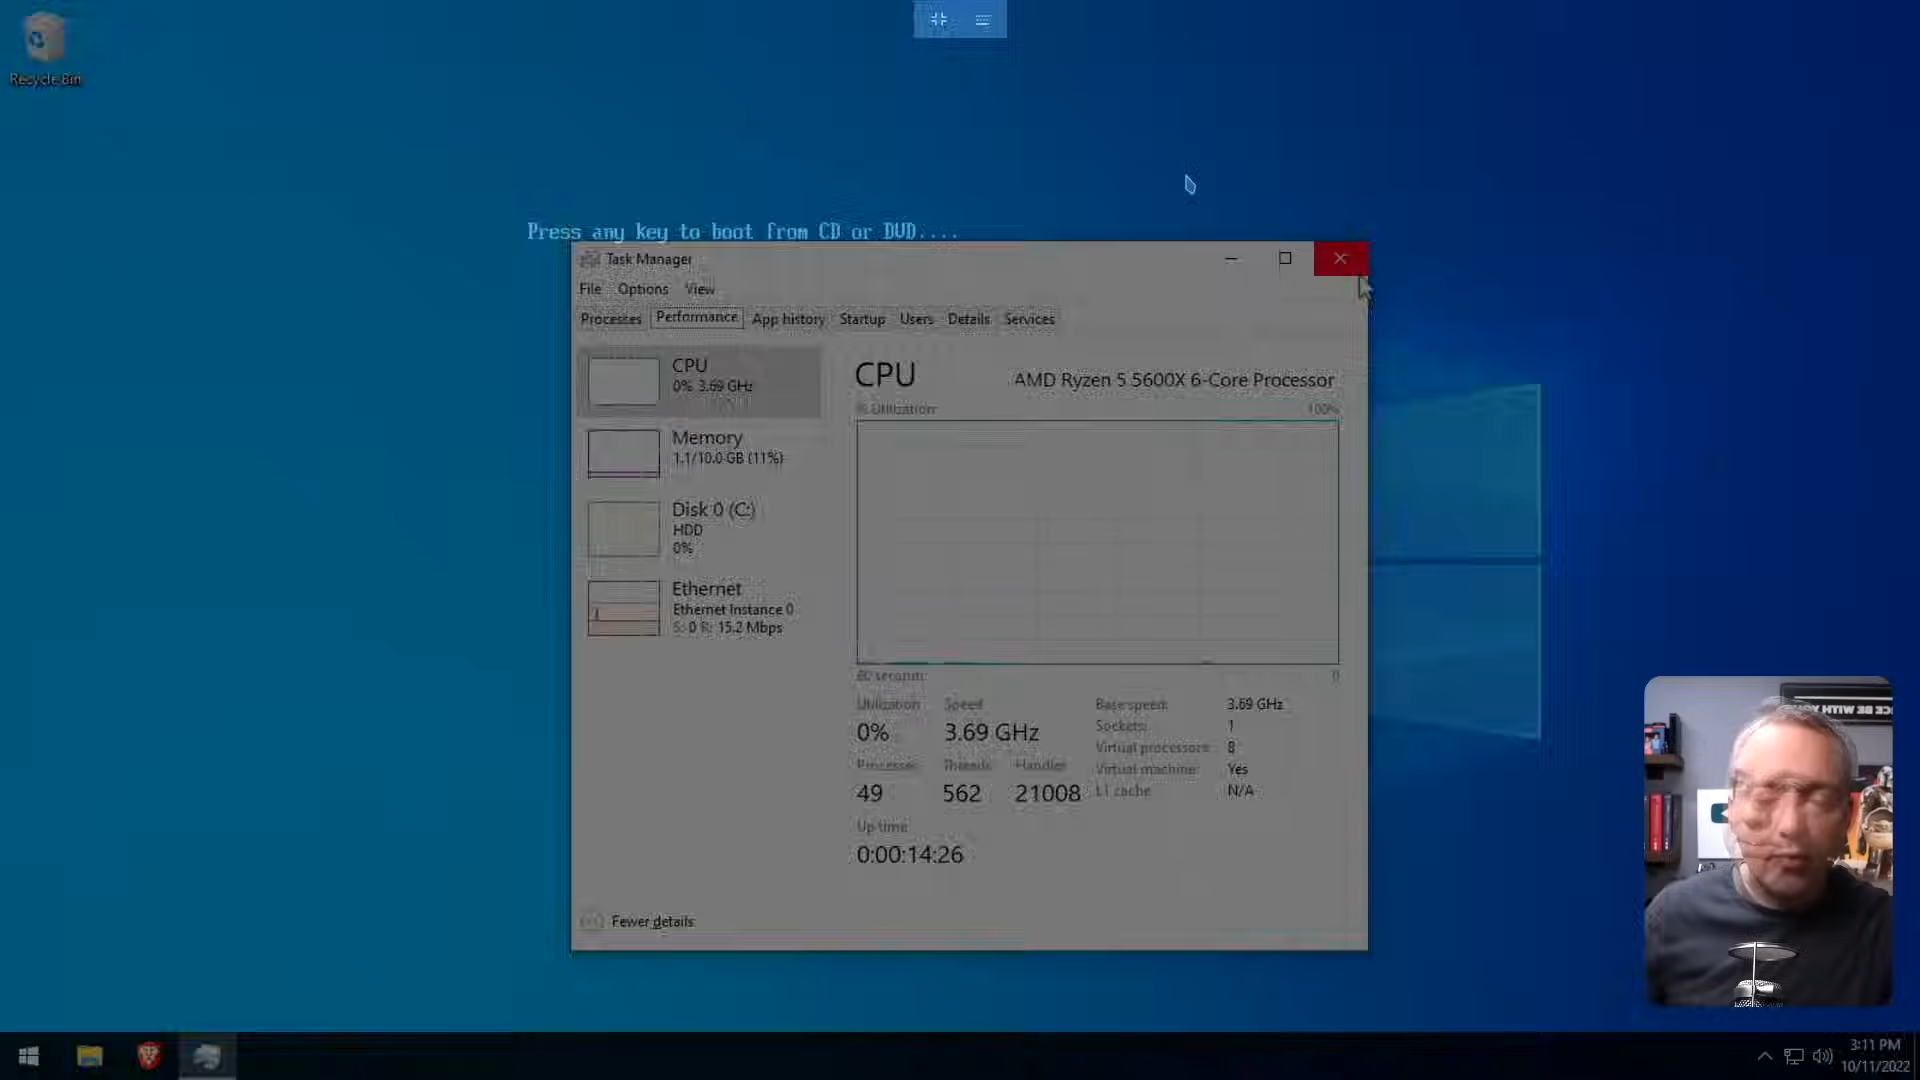 Recycle Bin
Press any key to boot from CD or DVD....
Task Manager
File Options View
Processes Performance App history Startup Users Details Services
CPU
0% 3.69 GHz
Memory
1.1/10.0 GB (11%)
Disk 0 (C:)
HDD
0%
Ethernet
Ethernet Instance 0
S: 0 R: 15.2 Mbps
CPU AMD Ryzen 5 5600X 6-Core Processor
% Utilization 100%
60 seconds 0
Utilization Speed
0% 3.69 GHz
Processes Threads Handles
49 562 21008
Up time
0:00:14:26
Base speed: 3.69 GHz
Sockets: 1
Virtual processors: 8
Virtual machine: Yes
L1 cache: N/A
Fewer details
3:11 PM
10/11/2022